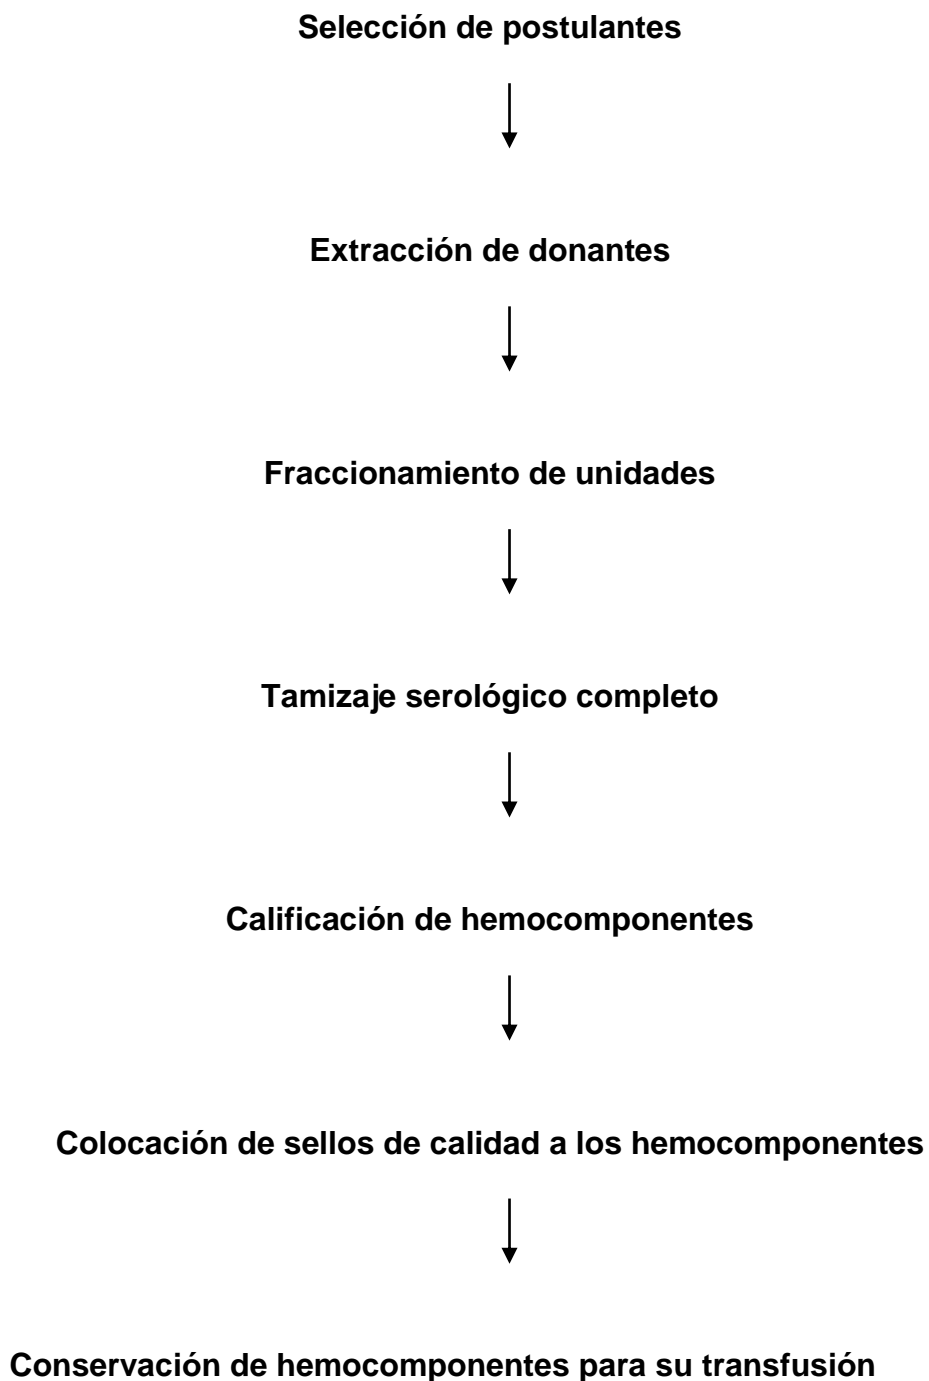 Selección de postulantes
Extracción de donantes
Fraccionamiento de unidades
Tamizaje serológico completo
Calificación de hemocomponentes
Colocación de sellos de calidad a los hemocomponentes
Conservación de hemocomponentes para su transfusión